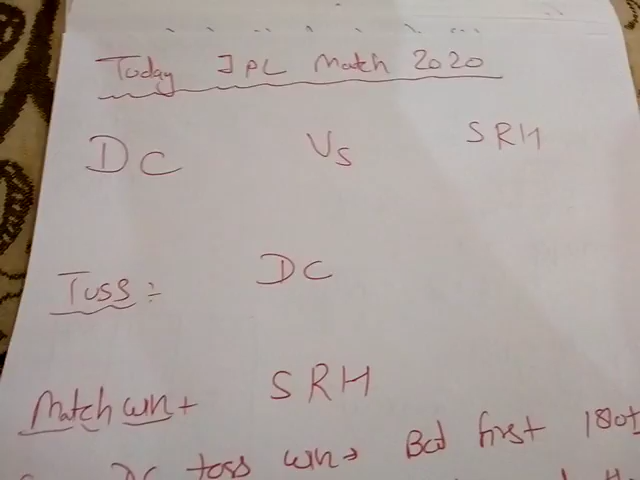 Today IPL Match 2020
DC Vs SRH
Toss :- DC
Match win → SRH
DC toss win → Bat first 180+